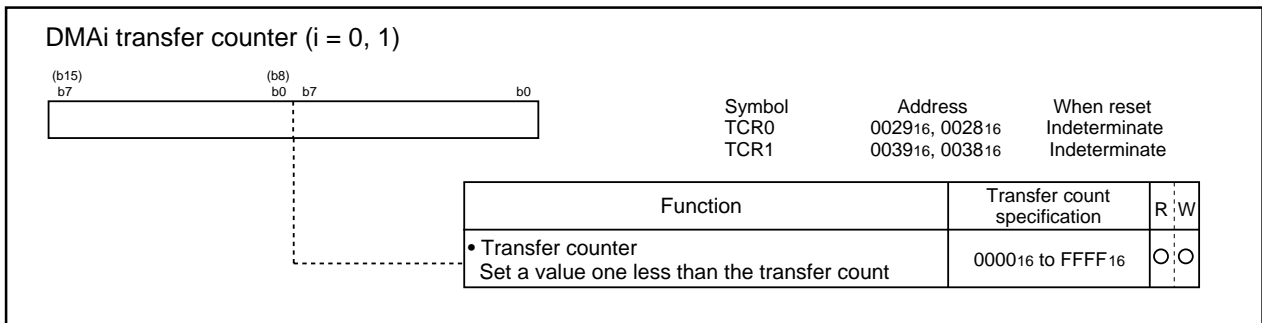 DMAi transfer counter (i = 0, 1)
(b15) (b8)
b7 b0 b7 b0
Symbol Address When reset
TCR0 002916, 002816 Indeterminate
TCR1 003916, 003816 Indeterminate
Function Transfer count specification R W
• Transfer counter
Set a value one less than the transfer count 000016 to FFFF16